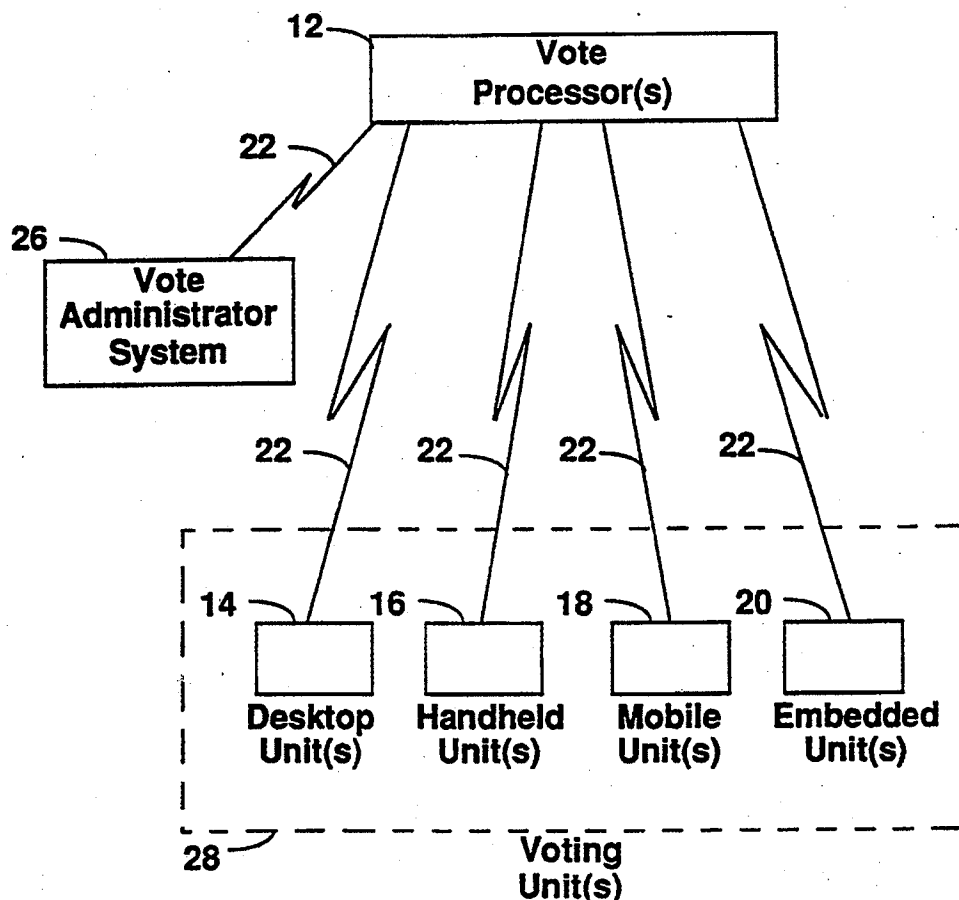 12
Vote
Processor(s)
22
26
Vote
Administrator
System
22 22 22 22
14 16 18 20
Desktop Handheld Mobile Embedded
Unit(s) Unit(s) Unit(s) Unit(s)
28
Voting
Unit(s)